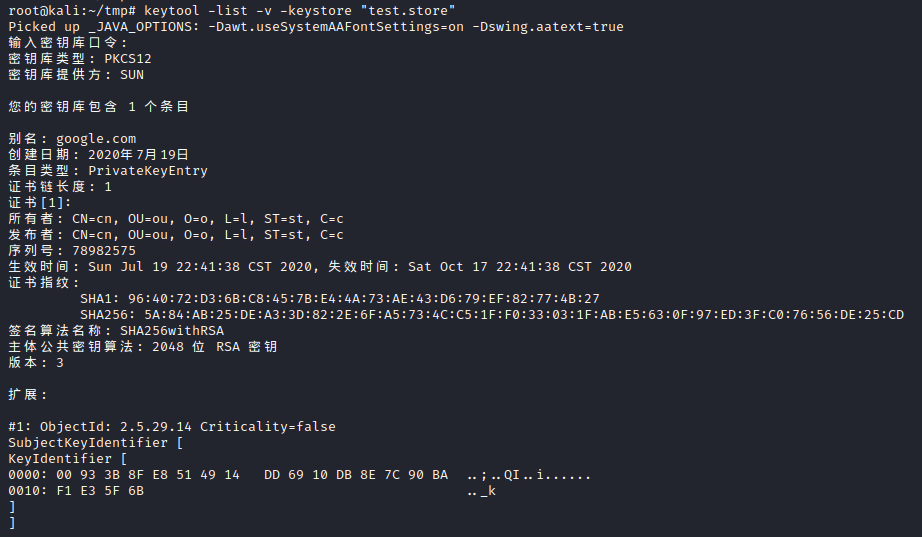 root@kali:~/tmp# keytool -list -v -keystore "test.store"
Picked up _JAVA_OPTIONS: -Dawt.useSystemAAFontSettings=on -Dswing.aatext=true
输入密钥库口令:
密钥库类型: PKCS12
密钥库提供方: SUN
您的密钥库包含 1 个条目
别名: google.com
创建日期: 2020年7月19日
条目类型: PrivateKeyEntry
证书链长度: 1
证书[1]:
所有者: CN=cn, OU=ou, O=o, L=l, ST=st, C=c
发布者: CN=cn, OU=ou, O=o, L=l, ST=st, C=c
序列号: 78982575
生效时间: Sun Jul 19 22:41:38 CST 2020, 失效时间: Sat Oct 17 22:41:38 CST 2020
证书指纹:
SHA1: 96:40:72:D3:6B:C8:45:7B:E4:4A:73:AE:43:D6:79:EF:82:77:4B:27
SHA256: 5A:84:AB:25:DE:A3:3D:82:2E:6F:A5:73:4C:C5:1F:F0:33:03:1F:AB:E5:63:0F:97:ED:3F:C0:76:56:DE:25:CD
签名算法名称: SHA256withRSA
主体公共密钥算法: 2048 位 RSA 密钥
版本: 3
扩展:
#1: ObjectId: 2.5.29.14 Criticality=false
SubjectKeyIdentifier [
KeyIdentifier [
0000: 00 93 3B 8F E8 51 49 14   DD 69 10 DB 8E 7C 90 BA  ..;..QI..i......
0010: F1 E3 5F 6B                                        .._k
]
]